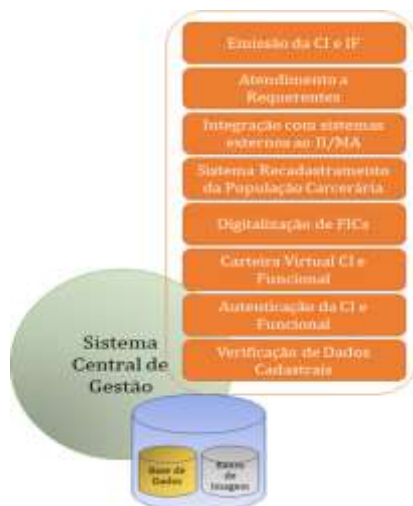 Emissão da CI e IF
Atendimento a
Requerentes
Integração com sistemas
externos ao II/MA
Sistema Recadastramento
da População Carcerária
Digitalização de FICs
Carteira Virtual CI e
Funcional
Autenticação da CI e
Funcional
Verificação de Dados
Cadastrais
Sistema
Central de
Gestão
Base de
Dados
Banco
de
Imagens